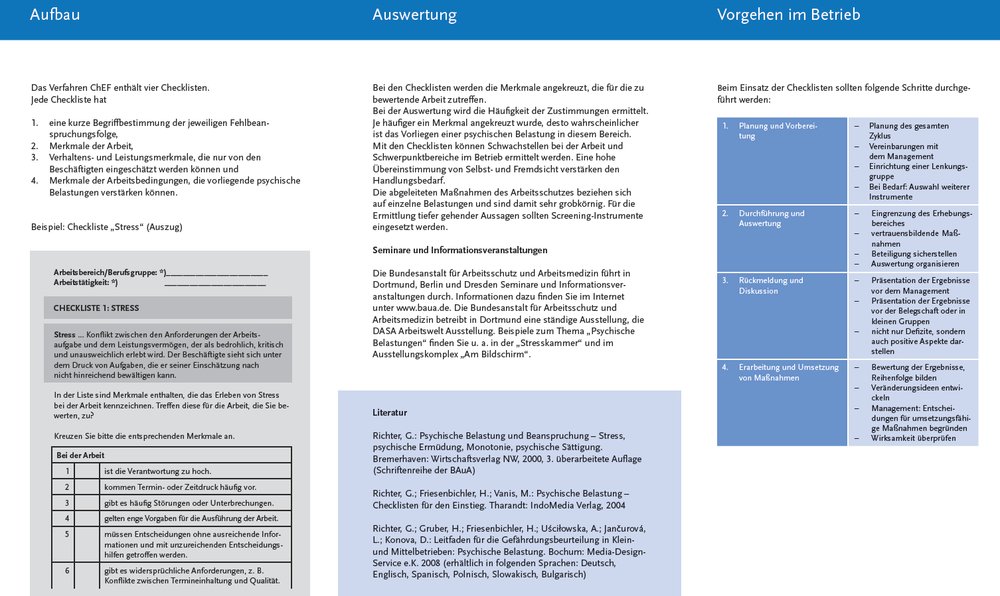 Aufbau
Das Verfahren ChEF enthält vier Checklisten.
Jede Checkliste hat
1. eine kurze Begriffbestimmung der jeweiligen Fehlbean-
spruchungsfolge,
2. Merkmale der Arbeit,
3. Verhaltens- und Leistungsmerkmale, die nur von den
Beschäftigten eingeschätzt werden können und
4. Merkmale der Arbeitsbedingungen, die vorliegende psychische
Belastungen verstärken können.
Beispiel: Checkliste „Stress“ (Auszug)
Arbeitsbereich/Berufsgruppe: *)________________________
Arbeitstätigkeit: *) ________________________
CHECKLISTE 1: STRESS
Stress ... Konflikt zwischen den Anforderungen der Arbeits-
aufgabe und dem Leistungsvermögen, der als bedrohlich, kritisch
und unausweichlich erlebt wird. Der Beschäftigte sieht sich unter
dem Druck von Aufgaben, die er seiner Einschätzung nach
nicht hinreichend bewältigen kann.
In der Liste sind Merkmale enthalten, die das Erleben von Stress
bei der Arbeit kennzeichnen. Treffen diese für die Arbeit, die Sie be-
werten, zu?
Kreuzen Sie bitte die entsprechenden Merkmale an.
Bei der Arbeit
1 ist die Verantwortung zu hoch.
2 kommen Termin- oder Zeitdruck häufig vor.
3 gibt es häufig Störungen oder Unterbrechungen.
4 gelten enge Vorgaben für die Ausführung der Arbeit.
5 müssen Entscheidungen ohne ausreichende Infor-
mationen und mit unzureichenden Entscheidungs-
hilfen getroffen werden.
6 gibt es widersprüchliche Anforderungen, z. B.
Konflikte zwischen Termineinhaltung und Qualität.
Auswertung
Bei den Checklisten werden die Merkmale angekreuzt, die für die zu
bewertende Arbeit zutreffen.
Bei der Auswertung wird die Häufigkeit der Zustimmungen ermittelt.
Je häufiger ein Merkmal angekreuzt wurde, desto wahrscheinlicher
ist das Vorliegen einer psychischen Belastung in diesem Bereich.
Mit den Checklisten können Schwachstellen bei der Arbeit und
Schwerpunktbereiche im Betrieb ermittelt werden. Eine hohe
Übereinstimmung von Selbst- und Fremdsicht verstärken den
Handlungsbedarf.
Die abgeleiteten Maßnahmen des Arbeitsschutzes beziehen sich
auf einzelne Belastungen und sind damit sehr grobkörnig. Für die
Ermittlung tiefer gehender Aussagen sollten Screening-Instrumente
eingesetzt werden.
Seminare und Informationsveranstaltungen
Die Bundesanstalt für Arbeitsschutz und Arbeitsmedizin führt in
Dortmund, Berlin und Dresden Seminare und Informationsver-
anstaltungen durch. Informationen dazu finden Sie im Internet
unter www.baua.de. Die Bundesanstalt für Arbeitsschutz und
Arbeitsmedizin betreibt in Dortmund eine ständige Ausstellung, die
DASA Arbeitswelt Ausstellung. Beispiele zum Thema „Psychische
Belastungen“ finden Sie u. a. in der „Stresskammer“ und im
Ausstellungskomplex „Am Bildschirm“.
Literatur
Richter, G.: Psychische Belastung und Beanspruchung – Stress,
psychische Ermüdung, Monotonie, psychische Sättigung.
Bremerhaven: Wirtschaftsverlag NW, 2000, 3. überarbeitete Auflage
(Schriftenreihe der BAuA)
Richter, G.; Friesenbichler, H.; Vanis, M.: Psychische Belastung –
Checklisten für den Einstieg. Tharandt: IndoMedia Verlag, 2004
Richter, G.; Gruber, H.; Friesenbichler, H.; Uściłowska, A.; Jančurová,
L.; Konova, D.: Leitfaden für die Gefährdungsbeurteilung in Klein-
und Mittelbetrieben: Psychische Belastung. Bochum: Media-Design-
Service e.K. 2008 (erhältlich in folgenden Sprachen: Deutsch,
Englisch, Spanisch, Polnisch, Slowakisch, Bulgarisch)
Vorgehen im Betrieb
Beim Einsatz der Checklisten sollten folgende Schritte durchge-
führt werden:
1. Planung und Vorberei-
tung
– Planung des gesamten
Zyklus
– Vereinbarungen mit
dem Management
– Einrichtung einer Lenkungs-
gruppe
– Bei Bedarf: Auswahl weiterer
Instrumente
2. Durchführung und
Auswertung
– Eingrenzung des Erhebungs-
bereiches
– vertrauensbildende Maß-
nahmen
– Beteiligung sicherstellen
– Auswertung organisieren
3. Rückmeldung und
Diskussion
– Präsentation der Ergebnisse
vor dem Management
– Präsentation der Ergebnisse
vor der Belegschaft oder in
kleinen Gruppen
– nicht nur Defizite, sondern
auch positive Aspekte dar-
stellen
4. Erarbeitung und Umsetzung
von Maßnahmen
– Bewertung der Ergebnisse,
Reihenfolge bilden
– Veränderungsideen entwi-
ckeln
– Management: Entschei-
dungen für umsetzungsfähi-
ge Maßnahmen begründen
– Wirksamkeit überprüfen